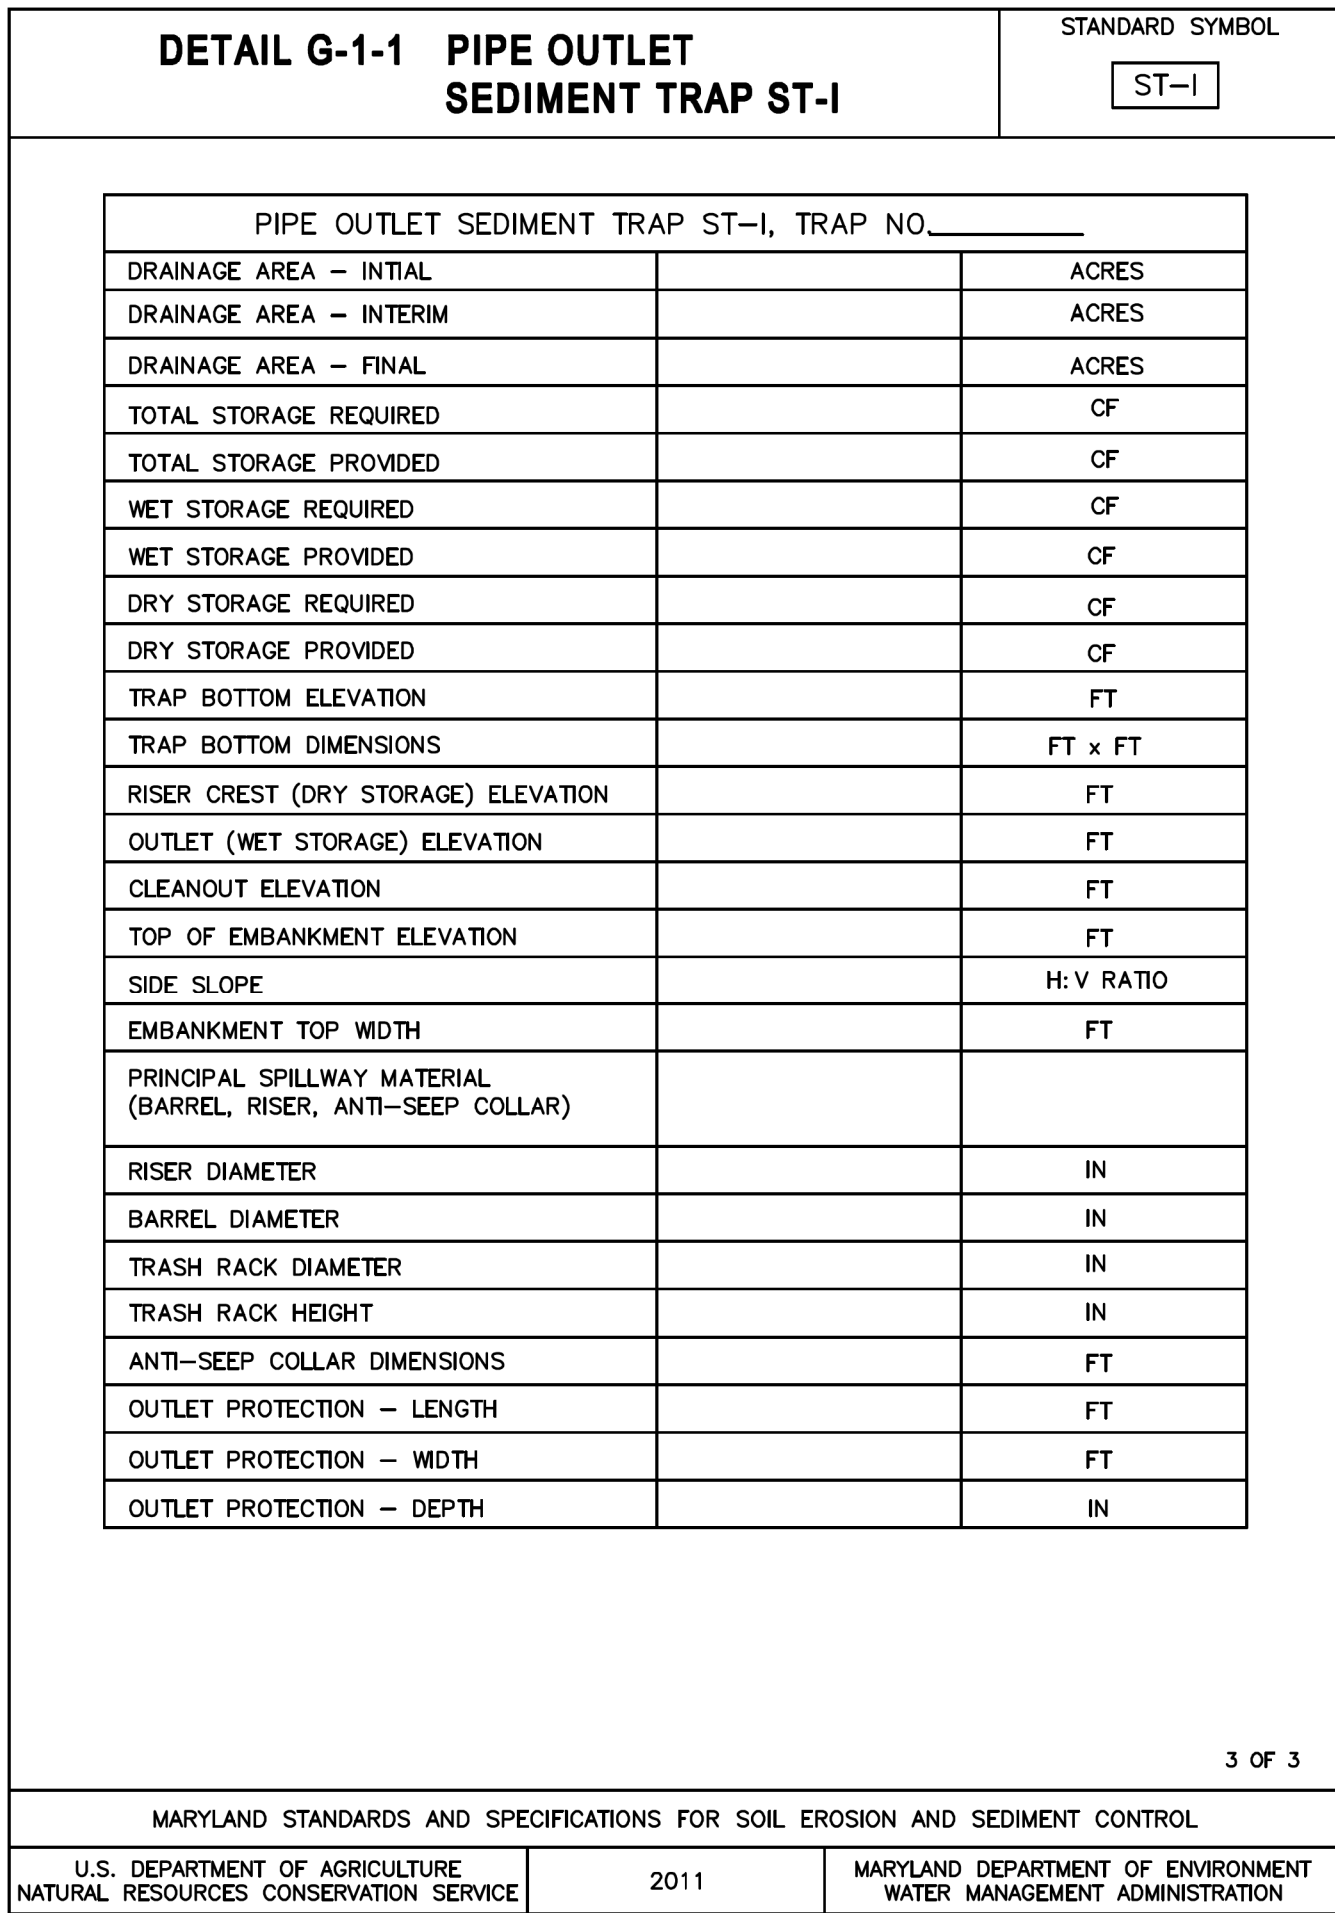 DETAIL G-1-1 PIPE OUTLET
SEDIMENT TRAP ST-I
STANDARD SYMBOL
ST-I
PIPE OUTLET SEDIMENT TRAP ST-I, TRAP NO.
DRAINAGE AREA - INTIAL ACRES
DRAINAGE AREA - INTERIM ACRES
DRAINAGE AREA - FINAL ACRES
TOTAL STORAGE REQUIRED CF
TOTAL STORAGE PROVIDED CF
WET STORAGE REQUIRED CF
WET STORAGE PROVIDED CF
DRY STORAGE REQUIRED CF
DRY STORAGE PROVIDED CF
TRAP BOTTOM ELEVATION FT
TRAP BOTTOM DIMENSIONS FT x FT
RISER CREST (DRY STORAGE) ELEVATION FT
OUTLET (WET STORAGE) ELEVATION FT
CLEANOUT ELEVATION FT
TOP OF EMBANKMENT ELEVATION FT
SIDE SLOPE H:V RATIO
EMBANKMENT TOP WIDTH FT
PRINCIPAL SPILLWAY MATERIAL
(BARREL, RISER, ANTI-SEEP COLLAR)
RISER DIAMETER IN
BARREL DIAMETER IN
TRASH RACK DIAMETER IN
TRASH RACK HEIGHT IN
ANTI-SEEP COLLAR DIMENSIONS FT
OUTLET PROTECTION - LENGTH FT
OUTLET PROTECTION - WIDTH FT
OUTLET PROTECTION - DEPTH IN
3 OF 3
MARYLAND STANDARDS AND SPECIFICATIONS FOR SOIL EROSION AND SEDIMENT CONTROL
U.S. DEPARTMENT OF AGRICULTURE
NATURAL RESOURCES CONSERVATION SERVICE
2011
MARYLAND DEPARTMENT OF ENVIRONMENT
WATER MANAGEMENT ADMINISTRATION